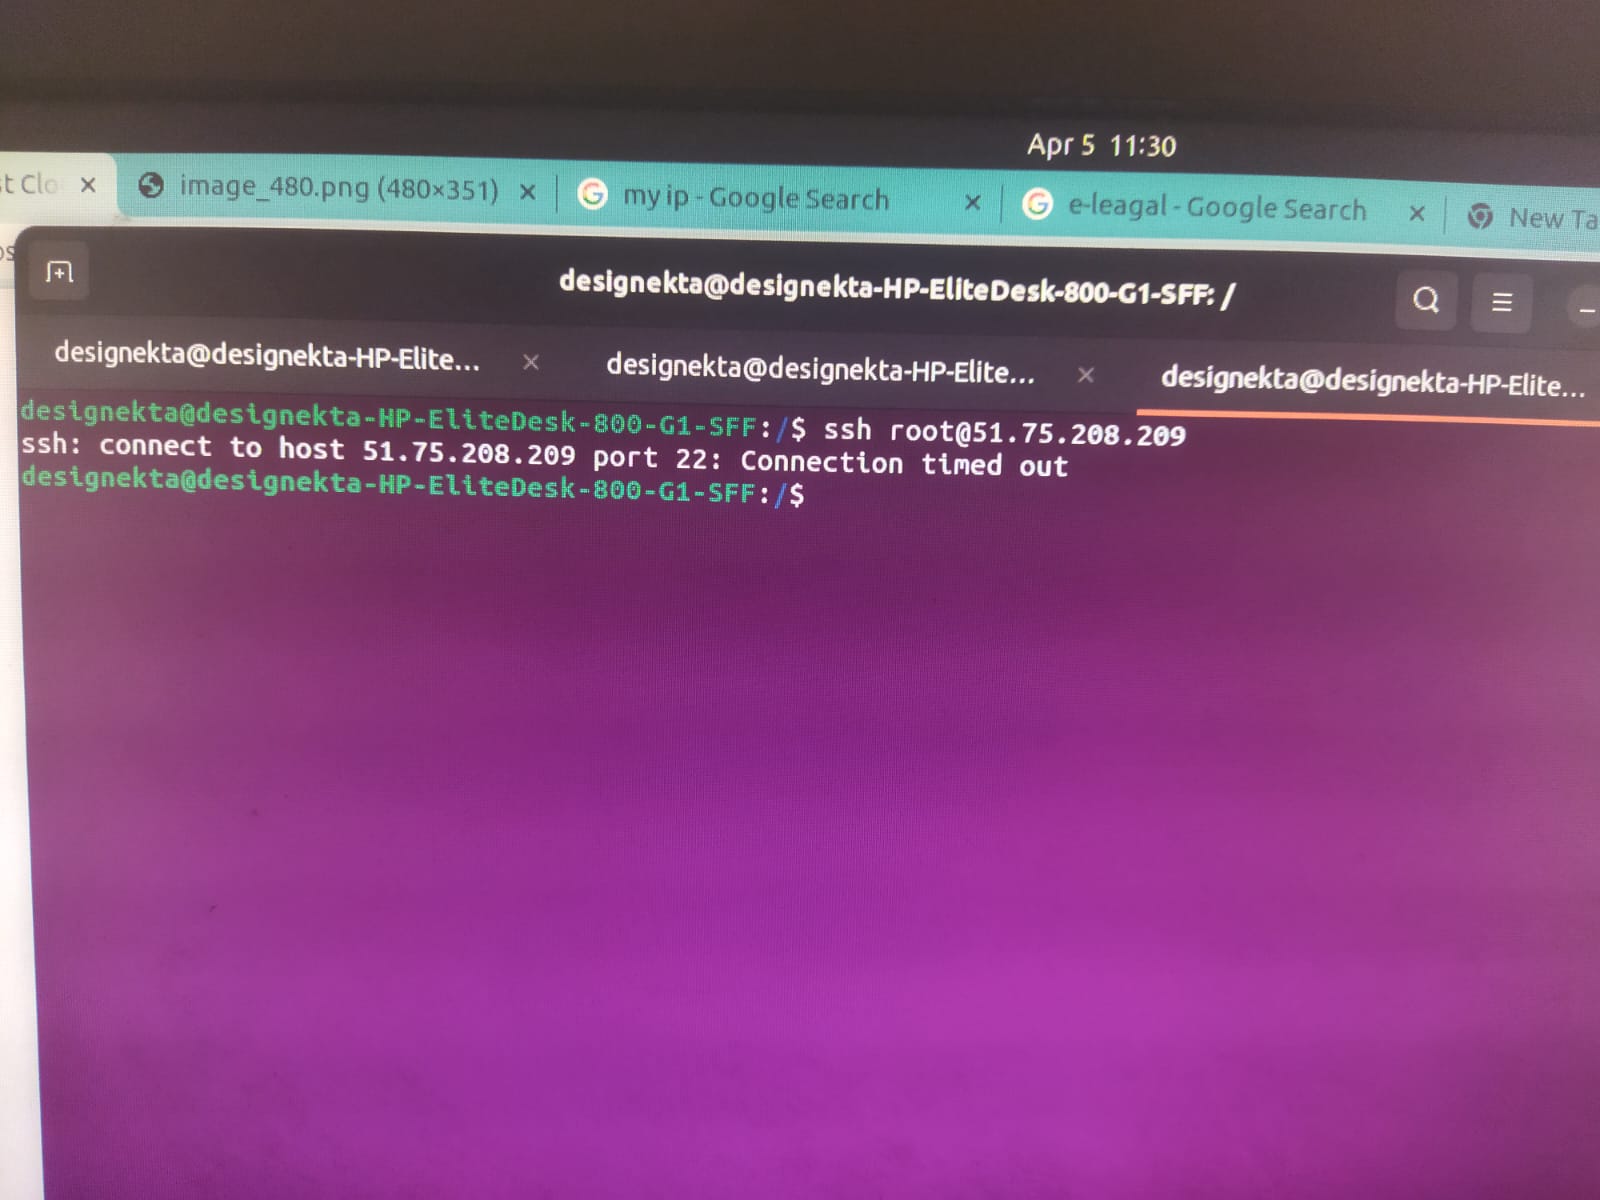 Apr 5 11:30
image_480.png (480×351)
my ip - Google Search
e-leagal - Google Search
New Ta
designekta@designekta-HP-EliteDesk-800-G1-SFF: /
designekta@designekta-HP-Elite...
designekta@designekta-HP-Elite...
designekta@designekta-HP-Elite...
designekta@designekta-HP-EliteDesk-800-G1-SFF:/$ ssh root@51.75.208.209
ssh: connect to host 51.75.208.209 port 22: Connection timed out
designekta@designekta-HP-EliteDesk-800-G1-SFF:/$